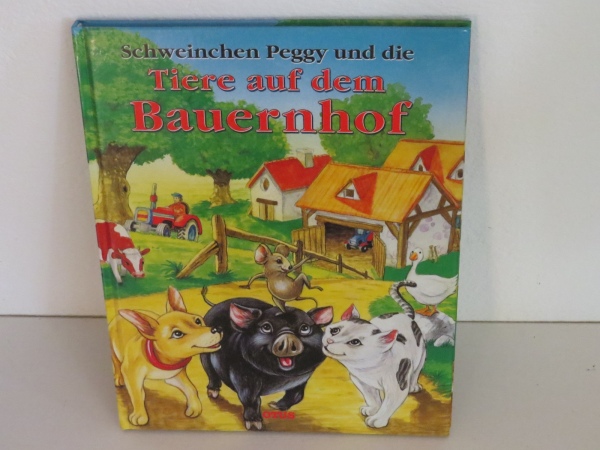 Schweinchen Peggy und die
Tiere auf dem
Bauernhof